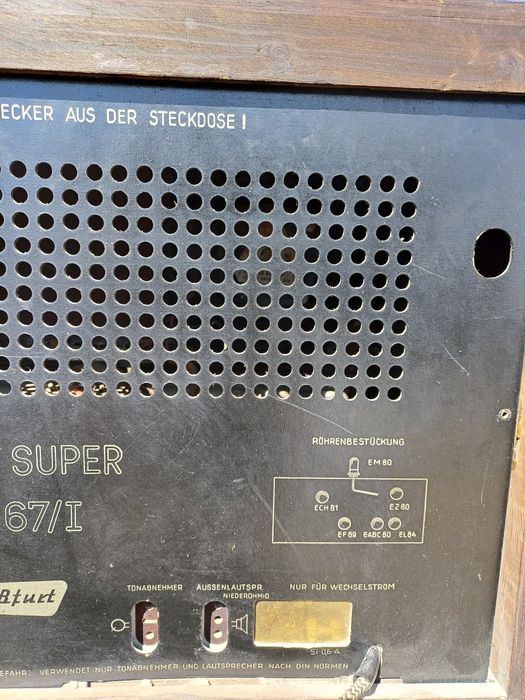 ECKER AUS DER STECKDOSE!
RÖHRENBESTÜCKUNG
EM 80
SUPER
ECH 81
EZ 80
67/I
EF 89 EABC 80 EL 84
TONABNEHMER
AUSSENLAUTSPR.
NIEDEROHMIG
NUR FÜR WECHSELSTROM
Si 0,6 A
EFAHR: VERWENDET NUR TONABNEHMER UND LAUTSPRECHER NACH DIN NORMEN